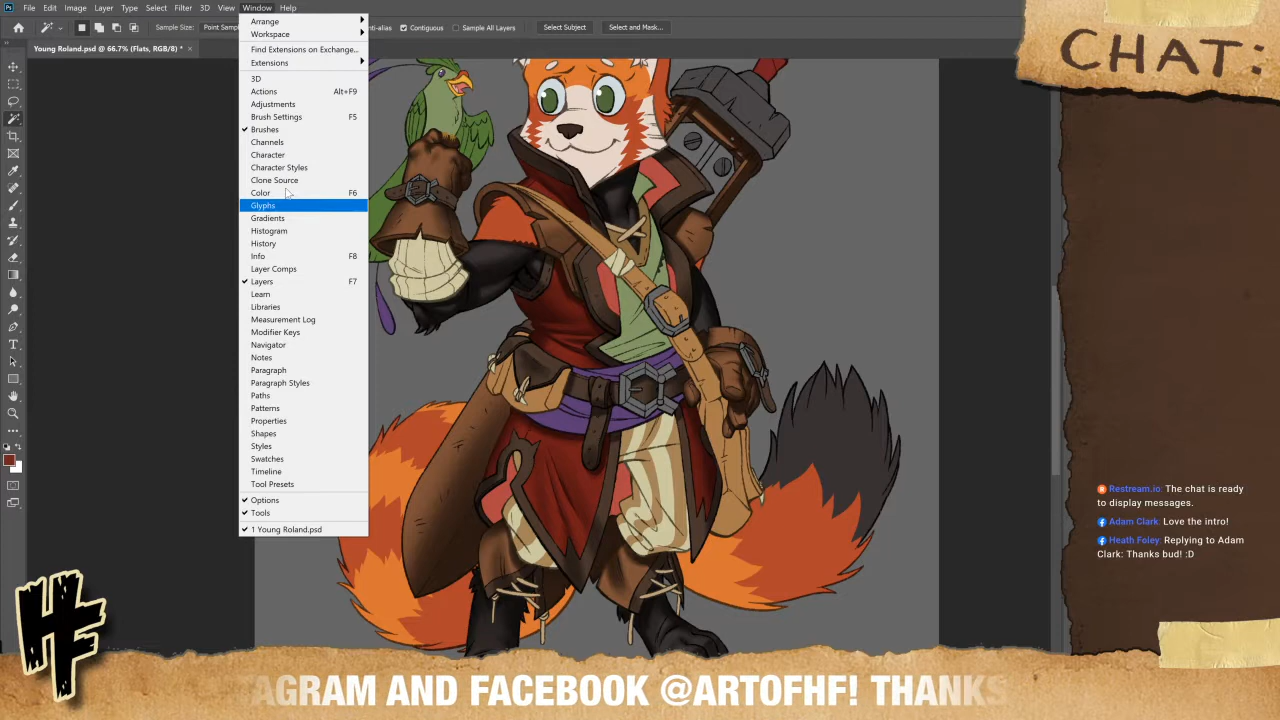 File Edit Image Layer Type Select Filter 3D View Window Help
Sample Size: Point Samp nti-alias Contiguous Sample All Layers Select Subject Select and Mask...
Young Roland.psd @ 66.7% (Flats, RGB/8) * ×
Arrange
Workspace
Find Extensions on Exchange...
Extensions
3D
Actions Alt+F9
Adjustments
Brush Settings F5
Brushes
Channels
Character
Character Styles
Clone Source
Color F6
Glyphs
Gradients
Histogram
History
Info F8
Layer Comps
Layers F7
Learn
Libraries
Measurement Log
Modifier Keys
Navigator
Notes
Paragraph
Paragraph Styles
Paths
Patterns
Properties
Shapes
Styles
Swatches
Timeline
Tool Presets
Options
Tools
1 Young Roland.psd
CHAT:
Restream.io: The chat is ready
to display messages.
Adam Clark: Love the intro!
Heath Foley: Replying to Adam
Clark: Thanks bud! :D
HF
TAGRAM AND FACEBOOK @ARTOFHF! THANKS